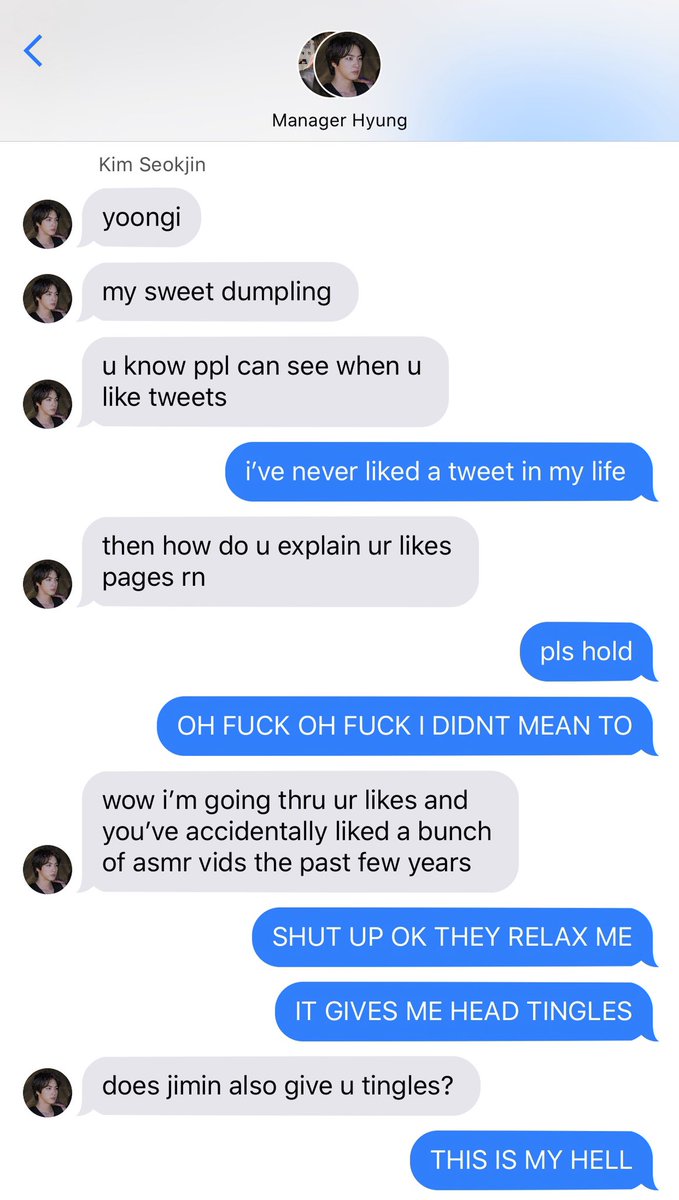 Manager Hyung
Kim Seokjin
yoongi
my sweet dumpling
u know ppl can see when u
like tweets
i’ve never liked a tweet in my life
then how do u explain ur likes
pages rn
pls hold
OH FUCK OH FUCK I DIDNT MEAN TO
wow i’m going thru ur likes and
you’ve accidentally liked a bunch
of asmr vids the past few years
SHUT UP OK THEY RELAX ME
IT GIVES ME HEAD TINGLES
does jimin also give u tingles?
THIS IS MY HELL